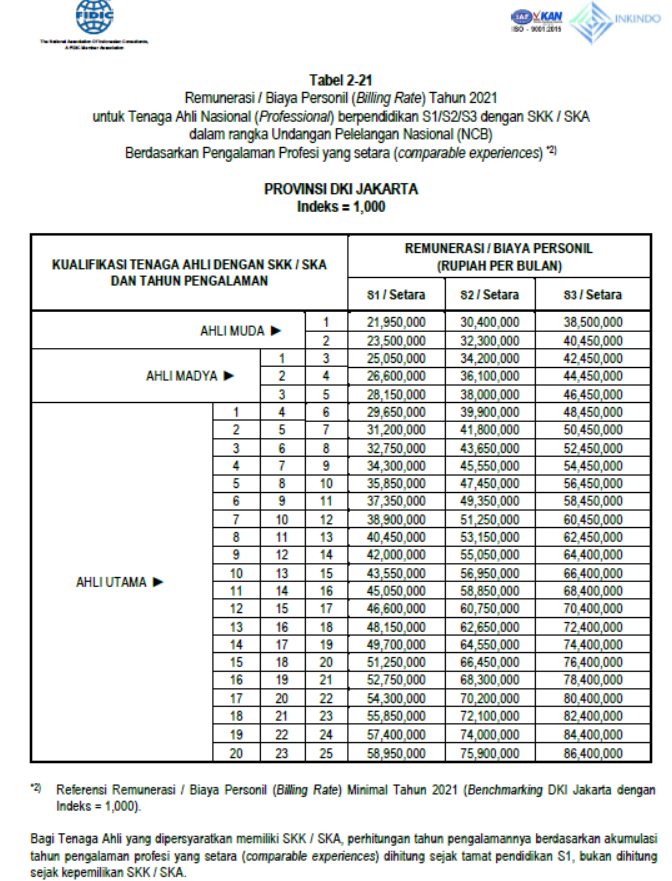 FIDIC
The National Association Of Indonesian Consultants,
A FIDIC Member Association
IAF KAN
ISO - 9001:2015
INKINDO
Tabel 2-21
Remunerasi / Biaya Personil (Billing Rate) Tahun 2021
untuk Tenaga Ahli Nasional (Professional) berpendidikan S1/S2/S3 dengan SKK / SKA
dalam rangka Undangan Pelelangan Nasional (NCB)
Berdasarkan Pengalaman Profesi yang setara (comparable experiences) *2)
PROVINSI DKI JAKARTA
Indeks = 1,000
KUALIFIKASI TENAGA AHLI DENGAN SKK / SKA
DAN TAHUN PENGALAMAN
REMUNERASI / BIAYA PERSONIL
(RUPIAH PER BULAN)
S1 / Setara S2 / Setara S3 / Setara
AHLI MUDA ►
1 21,950,000 30,400,000 38,500,000
2 23,500,000 32,300,000 40,450,000
AHLI MADYA ►
1 3 25,050,000 34,200,000 42,450,000
2 4 26,600,000 36,100,000 44,450,000
3 5 28,150,000 38,000,000 46,450,000
AHLI UTAMA ►
1 4 6 29,650,000 39,900,000 48,450,000
2 5 7 31,200,000 41,800,000 50,450,000
3 6 8 32,750,000 43,650,000 52,450,000
4 7 9 34,300,000 45,550,000 54,450,000
5 8 10 35,850,000 47,450,000 56,450,000
6 9 11 37,350,000 49,350,000 58,450,000
7 10 12 38,900,000 51,250,000 60,450,000
8 11 13 40,450,000 53,150,000 62,450,000
9 12 14 42,000,000 55,050,000 64,400,000
10 13 15 43,550,000 56,950,000 66,400,000
11 14 16 45,050,000 58,850,000 68,400,000
12 15 17 46,600,000 60,750,000 70,400,000
13 16 18 48,150,000 62,650,000 72,400,000
14 17 19 49,700,000 64,550,000 74,400,000
15 18 20 51,250,000 66,450,000 76,400,000
16 19 21 52,750,000 68,300,000 78,400,000
17 20 22 54,300,000 70,200,000 80,400,000
18 21 23 55,850,000 72,100,000 82,400,000
19 22 24 57,400,000 74,000,000 84,400,000
20 23 25 58,950,000 75,900,000 86,400,000
*2) Referensi Remunerasi / Biaya Personil (Billing Rate) Minimal Tahun 2021 (Benchmarking DKI Jakarta dengan
Indeks = 1,000).
Bagi Tenaga Ahli yang dipersyaratkan memiliki SKK / SKA, perhitungan tahun pengalamannya berdasarkan akumulasi
tahun pengalaman profesi yang setara (comparable experiences) dihitung sejak tamat pendidikan S1, bukan dihitung
sejak kepemilikan SKK / SKA.